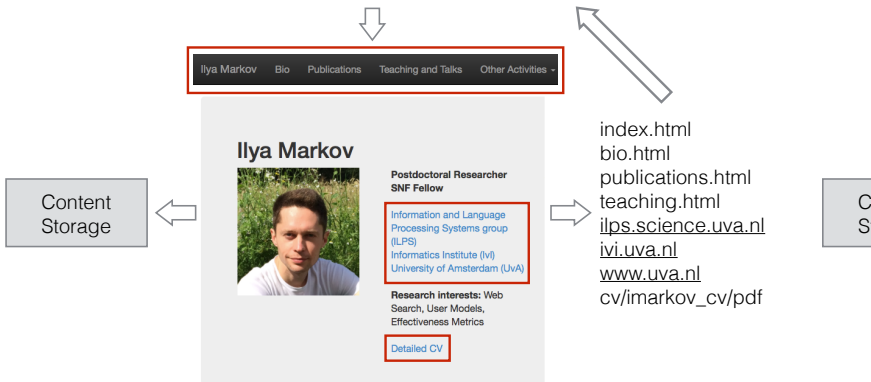 Ilya Markov Bio Publications Teaching and Talks Other Activities
Ilya Markov
Postdoctoral Researcher
SNF Fellow
Information and Language
Processing Systems group
(ILPS)
Informatics Institute (IvI)
University of Amsterdam (UvA)
Research interests: Web
Search, User Models,
Effectiveness Metrics
Detailed CV
Content
Storage
index.html
bio.html
publications.html
teaching.html
ilps.science.uva.nl
ivi.uva.nl
www.uva.nl
cv/imarkov_cv/pdf
C
S